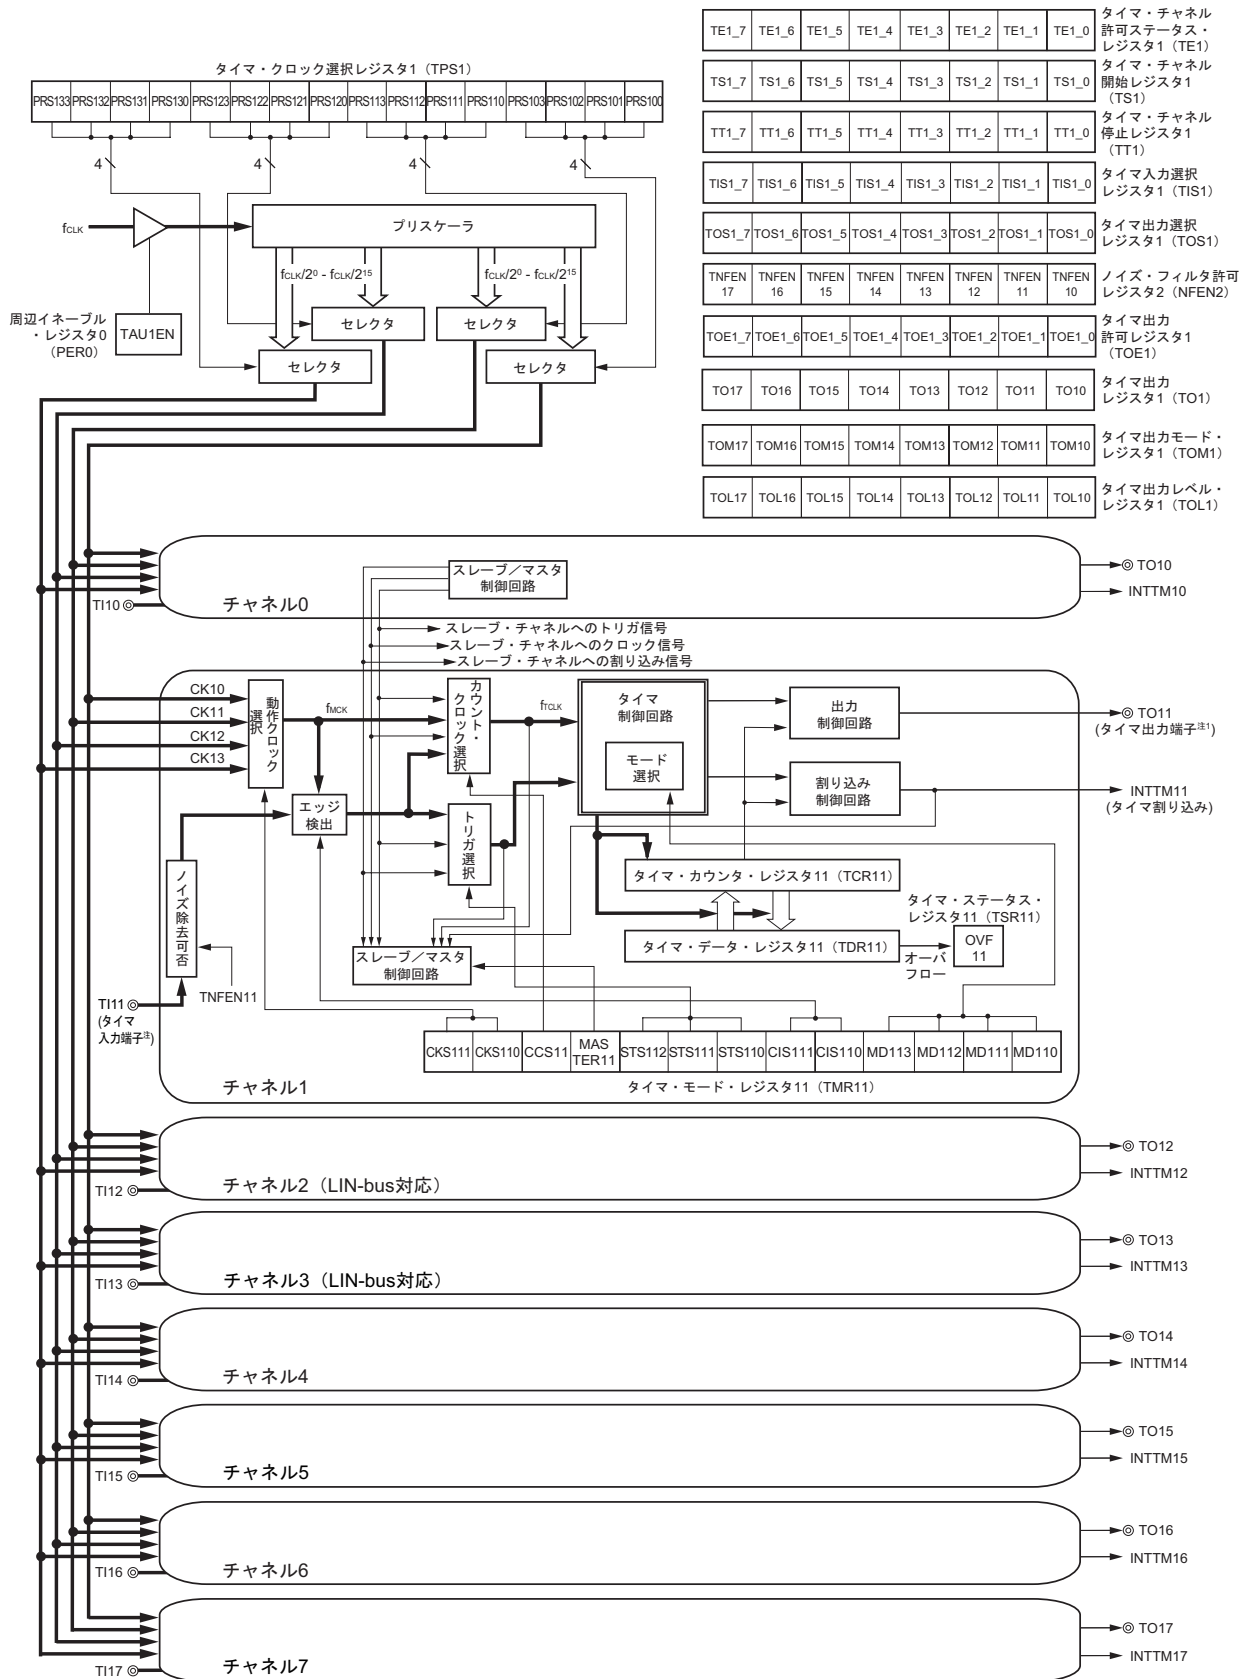 タイマ・クロック選択レジスタ1（TPS1）
PRS133 PRS132 PRS131 PRS130 PRS123 PRS122 PRS121 PRS120 PRS113 PRS112 PRS111 PRS110 PRS103 PRS102 PRS101 PRS100
4 4 4 4
fCLK
プリスケーラ
fCLK/2⁰ - fCLK/2¹⁵ fCLK/2⁰ - fCLK/2¹⁵
セレクタ セレクタ
セレクタ セレクタ
周辺イネーブル
・レジスタ0
（PER0）
TAU1EN
TE1_7 TE1_6 TE1_5 TE1_4 TE1_3 TE1_2 TE1_1 TE1_0
タイマ・チャネル
許可ステータス・
レジスタ1（TE1）
TS1_7 TS1_6 TS1_5 TS1_4 TS1_3 TS1_2 TS1_1 TS1_0
タイマ・チャネル
開始レジスタ1
（TS1）
TT1_7 TT1_6 TT1_5 TT1_4 TT1_3 TT1_2 TT1_1 TT1_0
タイマ・チャネル
停止レジスタ1
（TT1）
TIS1_7 TIS1_6 TIS1_5 TIS1_4 TIS1_3 TIS1_2 TIS1_1 TIS1_0
タイマ入力選択
レジスタ1（TIS1）
TOS1_7 TOS1_6 TOS1_5 TOS1_4 TOS1_3 TOS1_2 TOS1_1 TOS1_0
タイマ出力選択
レジスタ1（TOS1）
TNFEN TNFEN TNFEN TNFEN TNFEN TNFEN TNFEN TNFEN
17 16 15 14 13 12 11 10
ノイズ・フィルタ許可
レジスタ2（NFEN2）
TOE1_7 TOE1_6 TOE1_5 TOE1_4 TOE1_3 TOE1_2 TOE1_1 TOE1_0
タイマ出力
許可レジスタ1
（TOE1）
TO17 TO16 TO15 TO14 TO13 TO12 TO11 TO10
タイマ出力
レジスタ1（TO1）
TOM17 TOM16 TOM15 TOM14 TOM13 TOM12 TOM11 TOM10
タイマ出力モード・
レジスタ1（TOM1）
TOL17 TOL16 TOL15 TOL14 TOL13 TOL12 TOL11 TOL10
タイマ出力レベル・
レジスタ1（TOL1）
スレーブ／マスタ
制御回路
TO10
INTTM10
TI10
チャネル0
スレーブ・チャネルへのトリガ信号
スレーブ・チャネルへのクロック信号
スレーブ・チャネルへの割り込み信号
CK10
CK11
CK12
CK13
動作クロック
選択
fMCK
カウント・
クロック選択
fTCLK
タイマ
制御回路
モード
選択
出力
制御回路
TO11
(タイマ出力端子注1)
割り込み
制御回路
INTTM11
(タイマ割り込み)
エッジ
検出
トリガ選択
ノイズ除去可否
TNFEN11
TI11
(タイマ
入力端子注)
スレーブ／マスタ
制御回路
タイマ・カウンタ・レジスタ11（TCR11）
タイマ・データ・レジスタ11（TDR11）
タイマ・ステータス・
レジスタ11（TSR11）
オーバ
フロー
OVF
11
CKS111 CKS110 CCS11 MAS TER11 STS112 STS111 STS110 CIS111 CIS110 MD113 MD112 MD111 MD110
タイマ・モード・レジスタ11（TMR11）
チャネル1
TO12
INTTM12
TI12
チャネル2（LIN-bus対応）
TO13
INTTM13
TI13
チャネル3（LIN-bus対応）
TO14
INTTM14
TI14
チャネル4
TO15
INTTM15
TI15
チャネル5
TO16
INTTM16
TI16
チャネル6
TO17
INTTM17
TI17
チャネル7